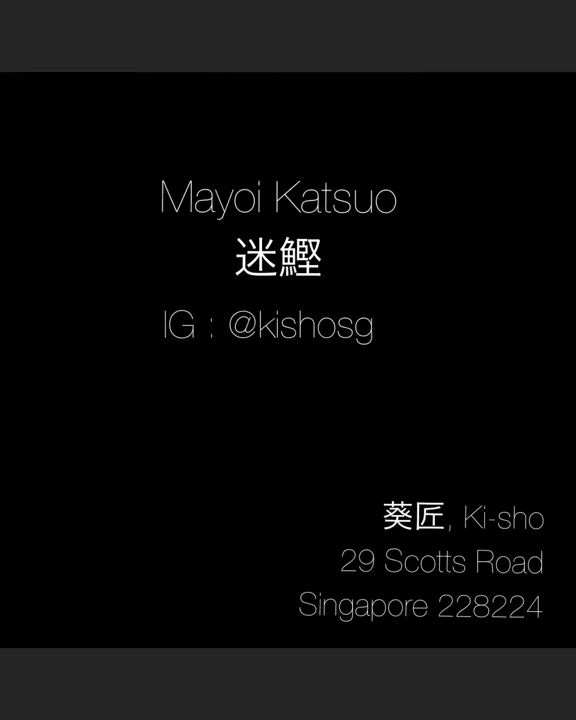 Mayoi Katsuo
迷鰹
IG : @kishosg
葵匠, Ki-sho
29 Scotts Road
Singapore 228224